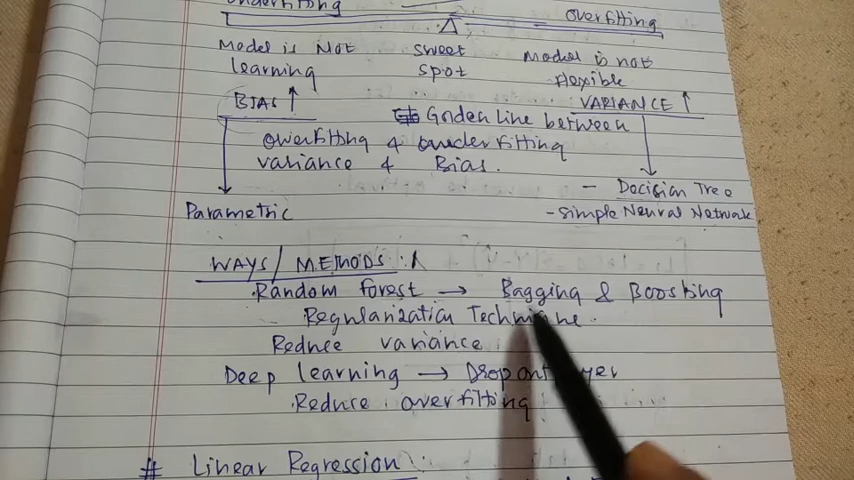 Underfitting
overfitting
Model is Not sweet Model is not
learning spot flexible
BIAS ↑ VARIANCE ↑
Golden Line between
overfitting & underfitting
variance & Bias.
- Decision Tree
Parametric - simple Neural Network
WAYS / METHODS :
Random forest → Bagging & Boosting
Regularization Technique.
Reduce variance
Deep learning → Dropout layer
Reduce overfitting
# Linear Regression